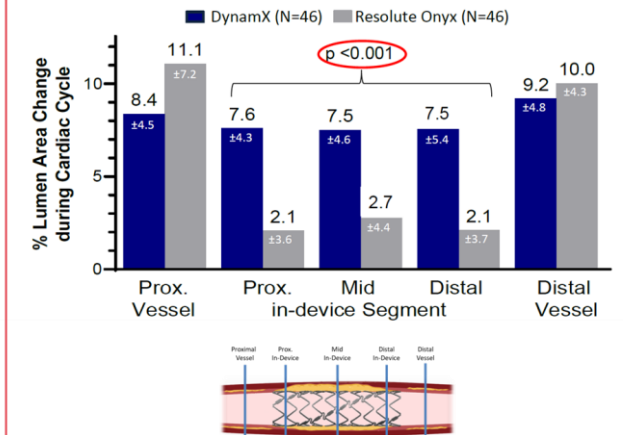 DynamX (N=46) Resolute Onyx (N=46)
% Lumen Area Change
during Cardiac Cycle
10
5
0
p <0.001
8.4
±4.5
11.1
±7.2
7.6
±4.3
2.1
±3.6
7.5
±4.6
2.7
±4.4
7.5
±5.4
2.1
±3.7
9.2
±4.8
10.0
±4.3
Prox.
Vessel
Prox. Mid Distal
in-device Segment
Distal
Vessel
Proximal
Vessel
Prox.
In-Device
Mid
In-Device
Distal
In-Device
Distal
Vessel